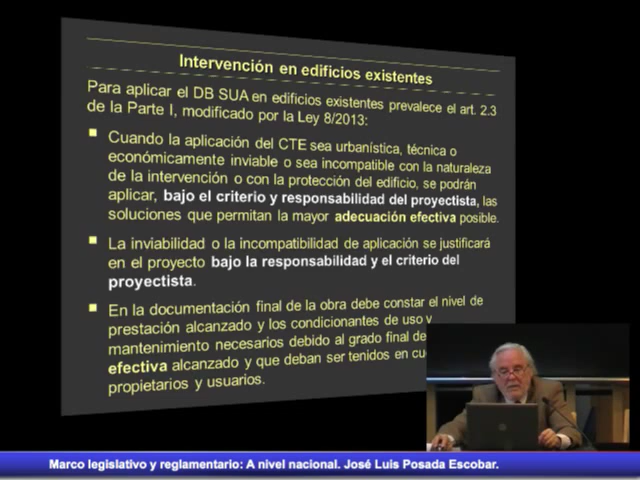 Intervención en edificios existentes
Para aplicar el DB SUA en edificios existentes prevalece el art. 2.3
de la Parte I, modificado por la Ley 8/2013:
Cuando la aplicación del CTE sea urbanística, técnica o
económicamente inviable o sea incompatible con la naturaleza
de la intervención o con la protección del edificio, se podrán
aplicar, bajo el criterio y responsabilidad del proyectista, las
soluciones que permitan la mayor adecuación efectiva posible.
La inviabilidad o la incompatibilidad de aplicación se justificará
en el proyecto bajo la responsabilidad y el criterio del
proyectista.
En la documentación final de la obra debe constar el nivel de
prestación alcanzado y los condicionantes de uso y
mantenimiento necesarios debido al grado final de
efectiva alcanzado y que deban ser tenidos en
propietarios y usuarios.
Marco legislativo y reglamentario: A nivel nacional. José Luis Posada Escobar.